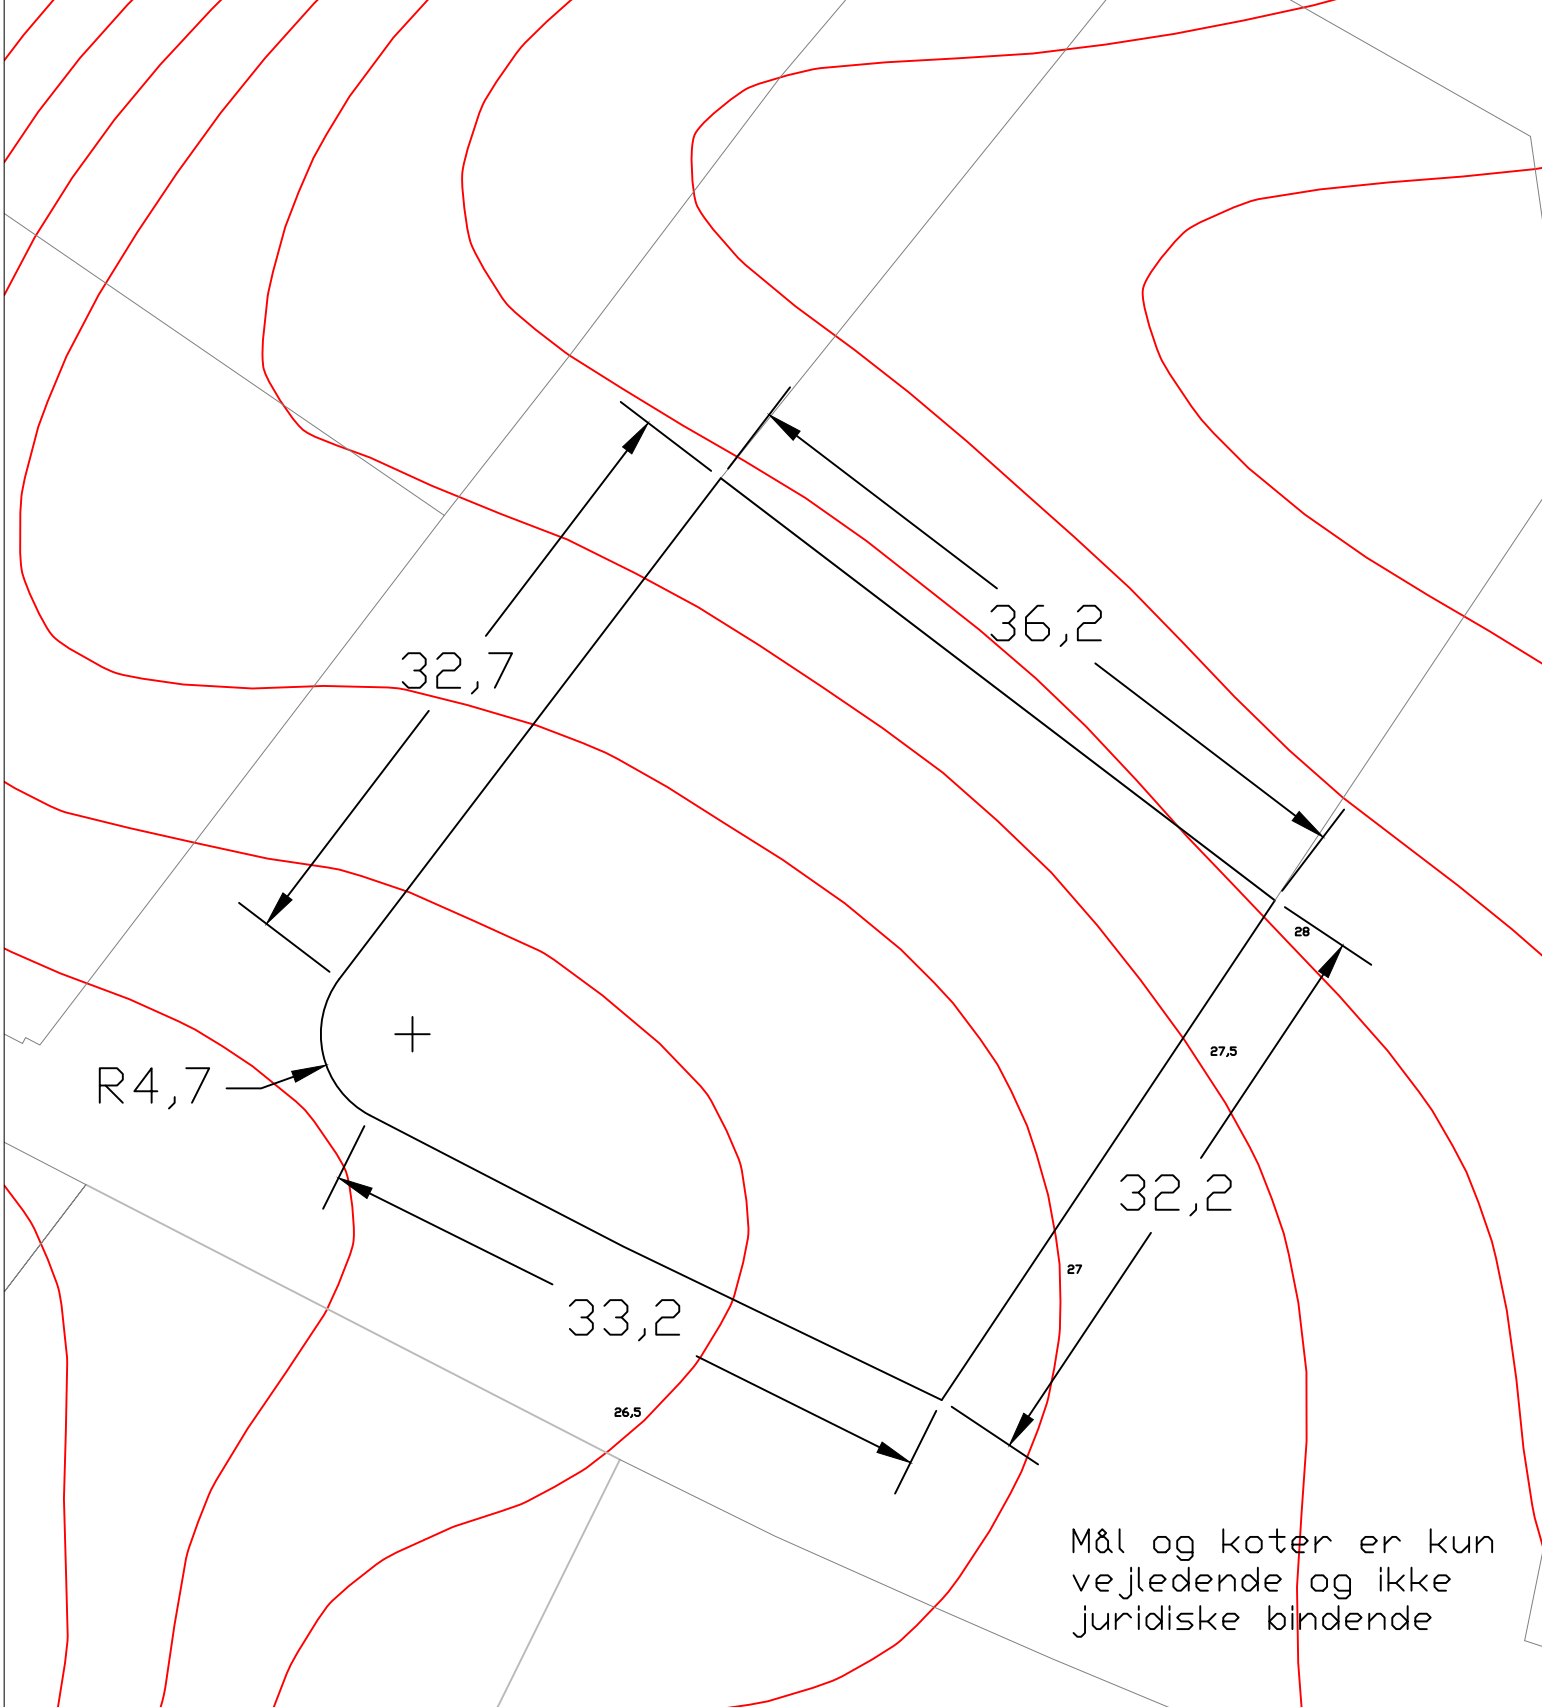 36,2
32,7
28
27,5
R4,7
32,2
27
33,2
26,5
Mål og koter er kun
vejledende og ikke
juridiske bindende